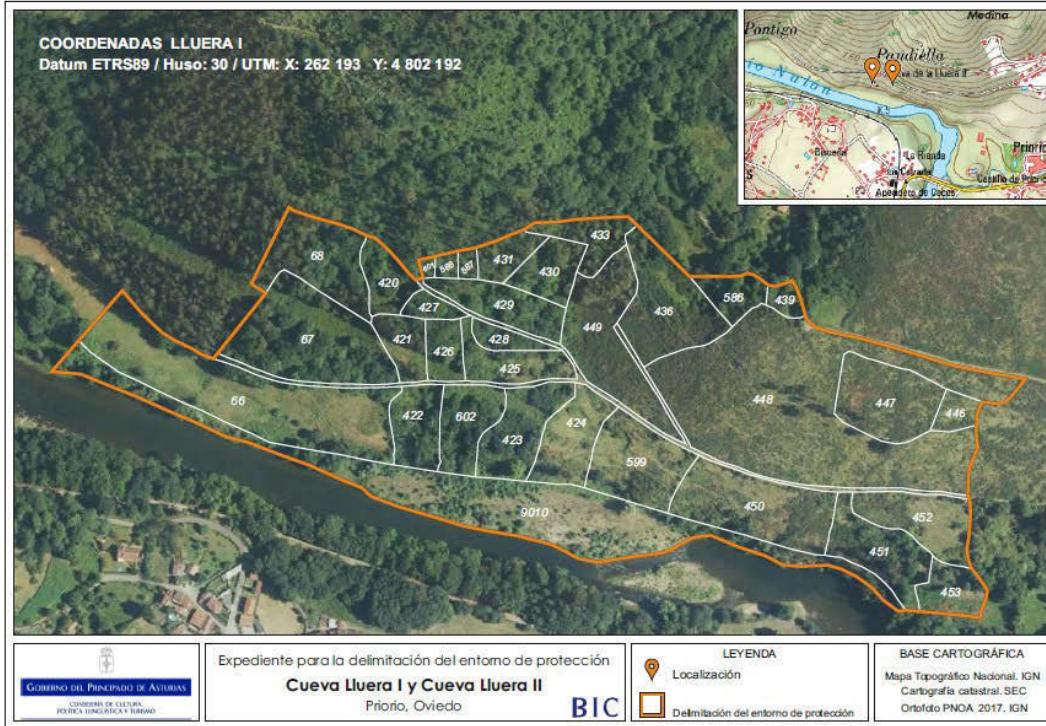 COORDENADAS LLUERA I
Datum ETRS89 / Huso: 30 / UTM: X: 262 193 Y: 4 802 192
Medina
Pontigo
Pandiella
Cueva de la Lluera II
Río Nalón
La Rienda
Priorio
Castillo de Priorio
Apeadero de Caces
433
68
431
587
430
420
429
427
449
436
586
439
67
421
426
428
425
448
447
446
66
422
602
423
424
599
9010
450
452
451
453
GOBIERNO DEL PRINCIPADO DE ASTURIAS
CONSEJERÍA DE CULTURA,
POLÍTICA LLINGÜÍSTICA Y TURISMO
Expediente para la delimitación del entorno de protección
Cueva Lluera I y Cueva Lluera II
Priorio, Oviedo
BIC
LEYENDA
Localización
Delimitación del entorno de protección
BASE CARTOGRÁFICA
Mapa Topográfico Nacional. IGN
Cartografía catastral. SEC
Ortofoto PNOA 2017. IGN